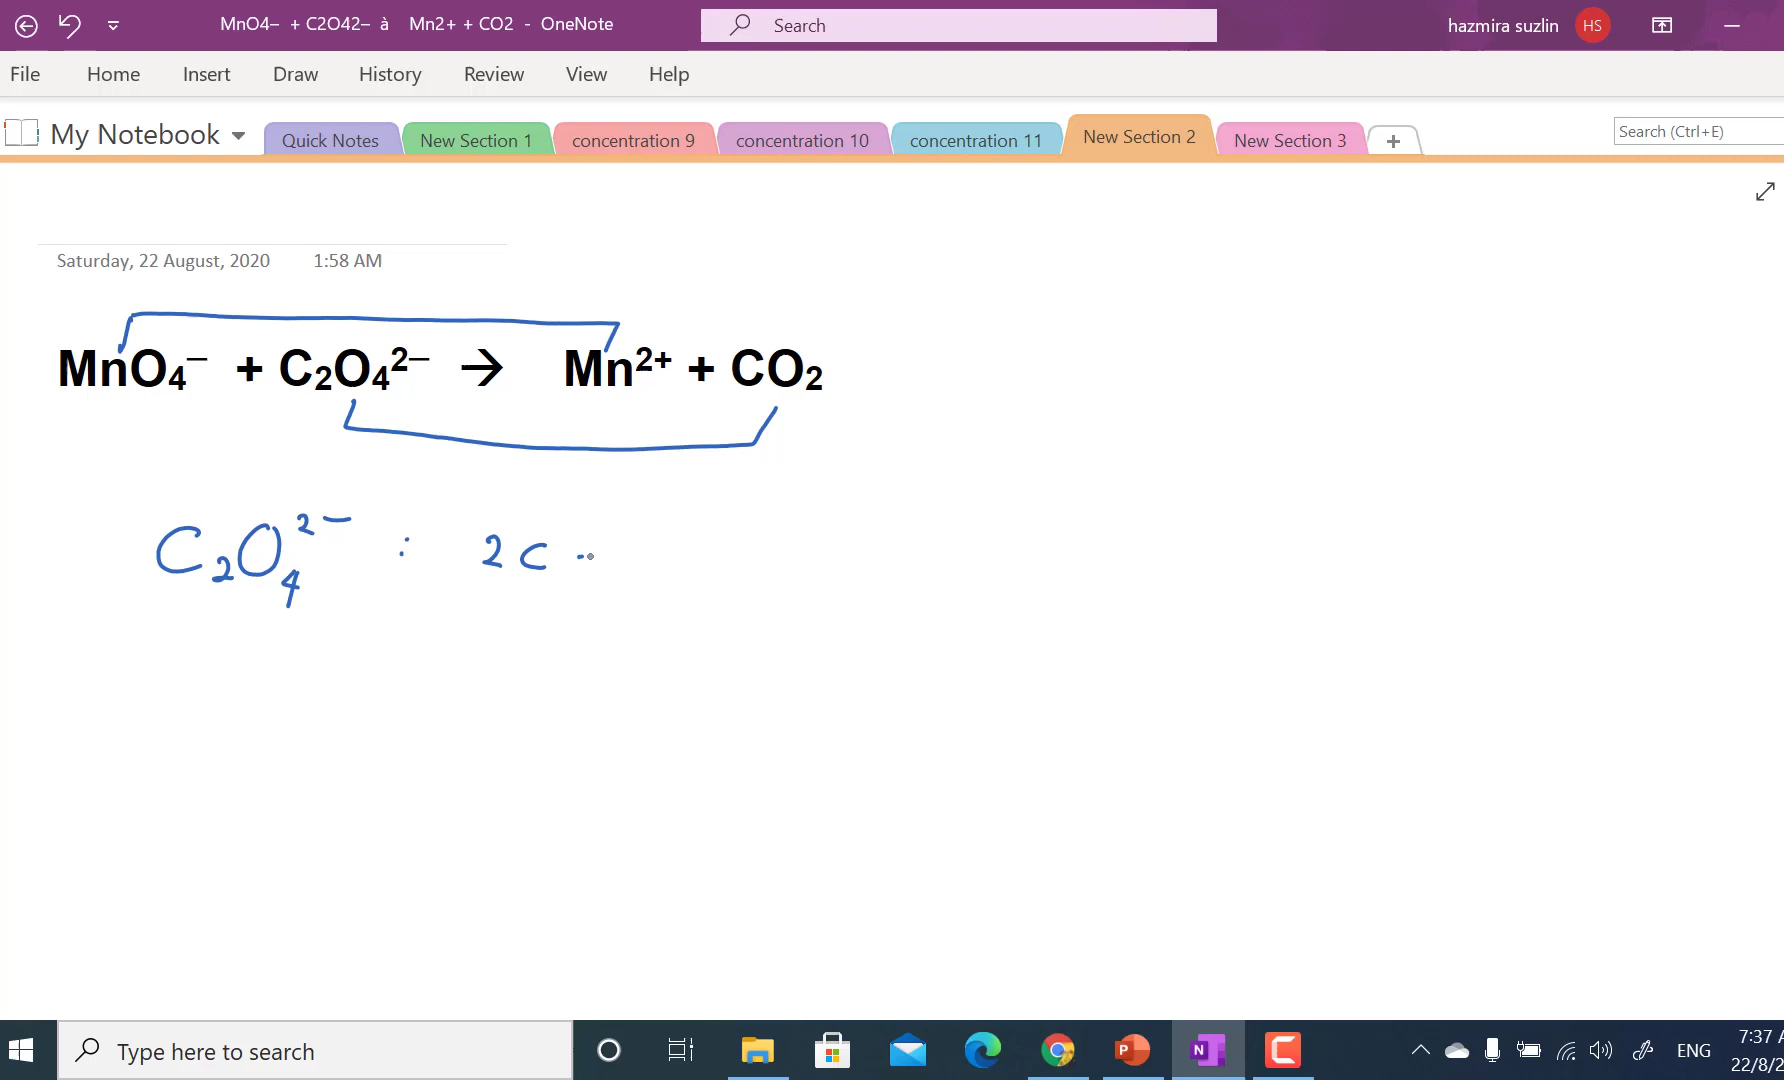 MnO4– + C2O42– à Mn2+ + CO2 - OneNote
Search
hazmira suzlin HS
File Home Insert Draw History Review View Help
My Notebook Quick Notes New Section 1 concentration 9 concentration 10 concentration 11 New Section 2 New Section 3 +
Search (Ctrl+E)
Saturday, 22 August, 2020 1:58 AM
MnO₄⁻ + C₂O₄²⁻ → Mn²⁺ + CO₂
C₂O₄²⁻ : 2C -
Type here to search
ENG
7:37
22/8/2